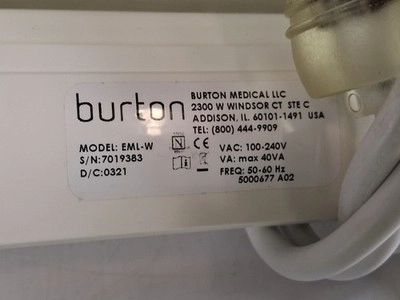 burton
BURTON MEDICAL LLC
2300 W WINDSOR CT STE C
ADDISON, IL 60101-1491 USA
TEL: (800) 444-9909
MODEL: EML-W
S/N:7019383
D/C:0321
CE
VAC: 100-240V
VA: max 40VA
FREQ: 50-60 Hz
5000677 A02